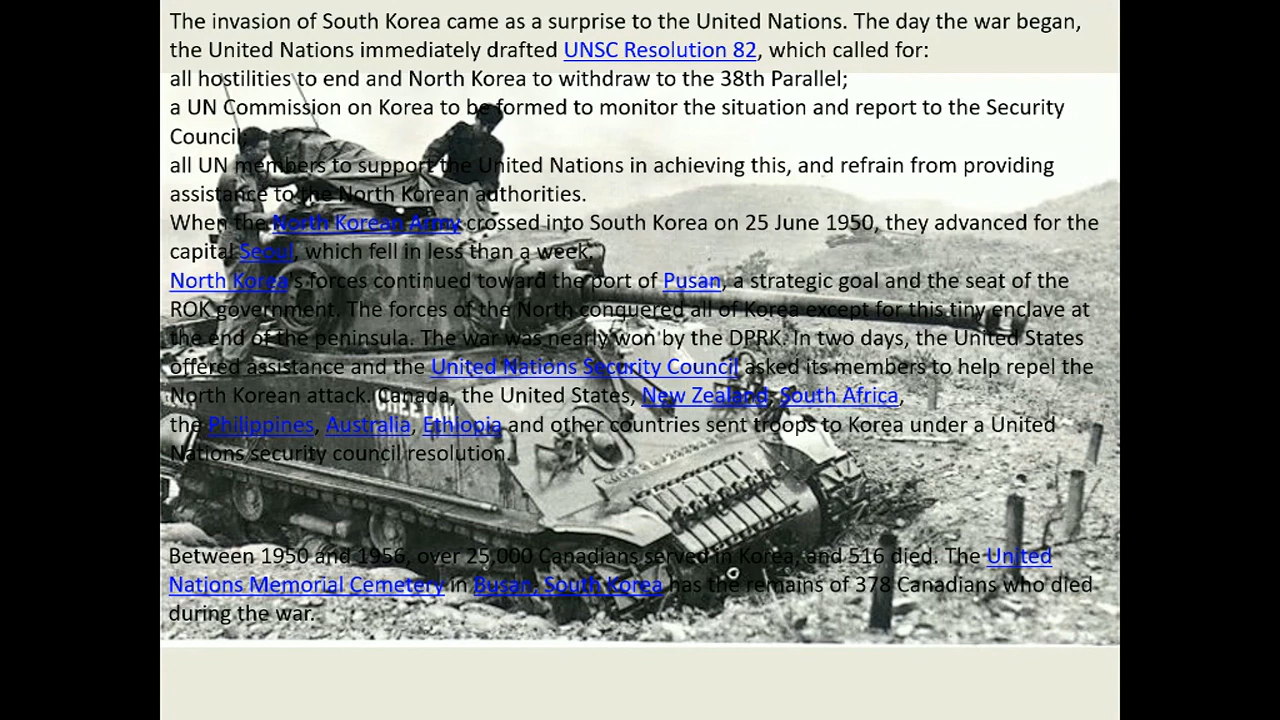 The invasion of South Korea came as a surprise to the United Nations. The day the war began,
the United Nations immediately drafted UNSC Resolution 82, which called for:
all hostilities to end and North Korea to withdraw to the 38th Parallel;
a UN Commission on Korea to be formed to monitor the situation and report to the Security
Council;
all UN members to support the United Nations in achieving this, and refrain from providing
assistance to the North Korean authorities.
When the North Korean Army crossed into South Korea on 25 June 1950, they advanced for the
capital Seoul, which fell in less than a week.
North Korea's forces continued toward the port of Pusan, a strategic goal and the seat of the
ROK government. The forces of the North conquered all of Korea except for this tiny enclave at
the end of the peninsula. The war was nearly won by the DPRK. In two days, the United States
offered assistance and the United Nations Security Council asked its members to help repel the
North Korean attack. Canada, the United States, New Zealand, South Africa,
the Philippines, Australia, Ethiopia and other countries sent troops to Korea under a United
Nations security council resolution.
CHEETAH
Between 1950 and 1956, over 25,000 Canadians served in Korea, and 516 died. The United
Nations Memorial Cemetery in Busan, South Korea has the remains of 378 Canadians who died
during the war.